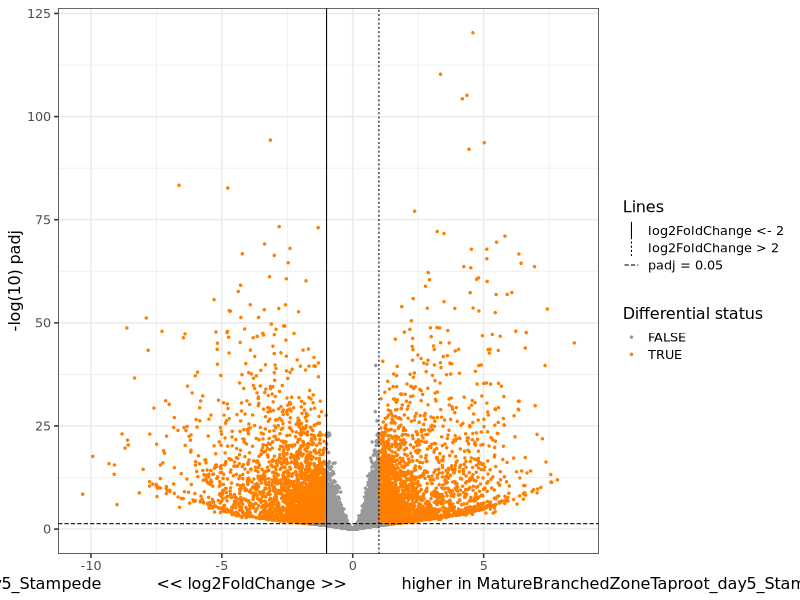 125
100
75
50
25
0
-log(10) padj
-10
-5
0
5
5_Stampede << log2FoldChange >> higher in MatureBranchedZoneTaproot_day5_Stam
Lines
log2FoldChange <- 2
log2FoldChange > 2
padj = 0.05
Differential status
FALSE
TRUE